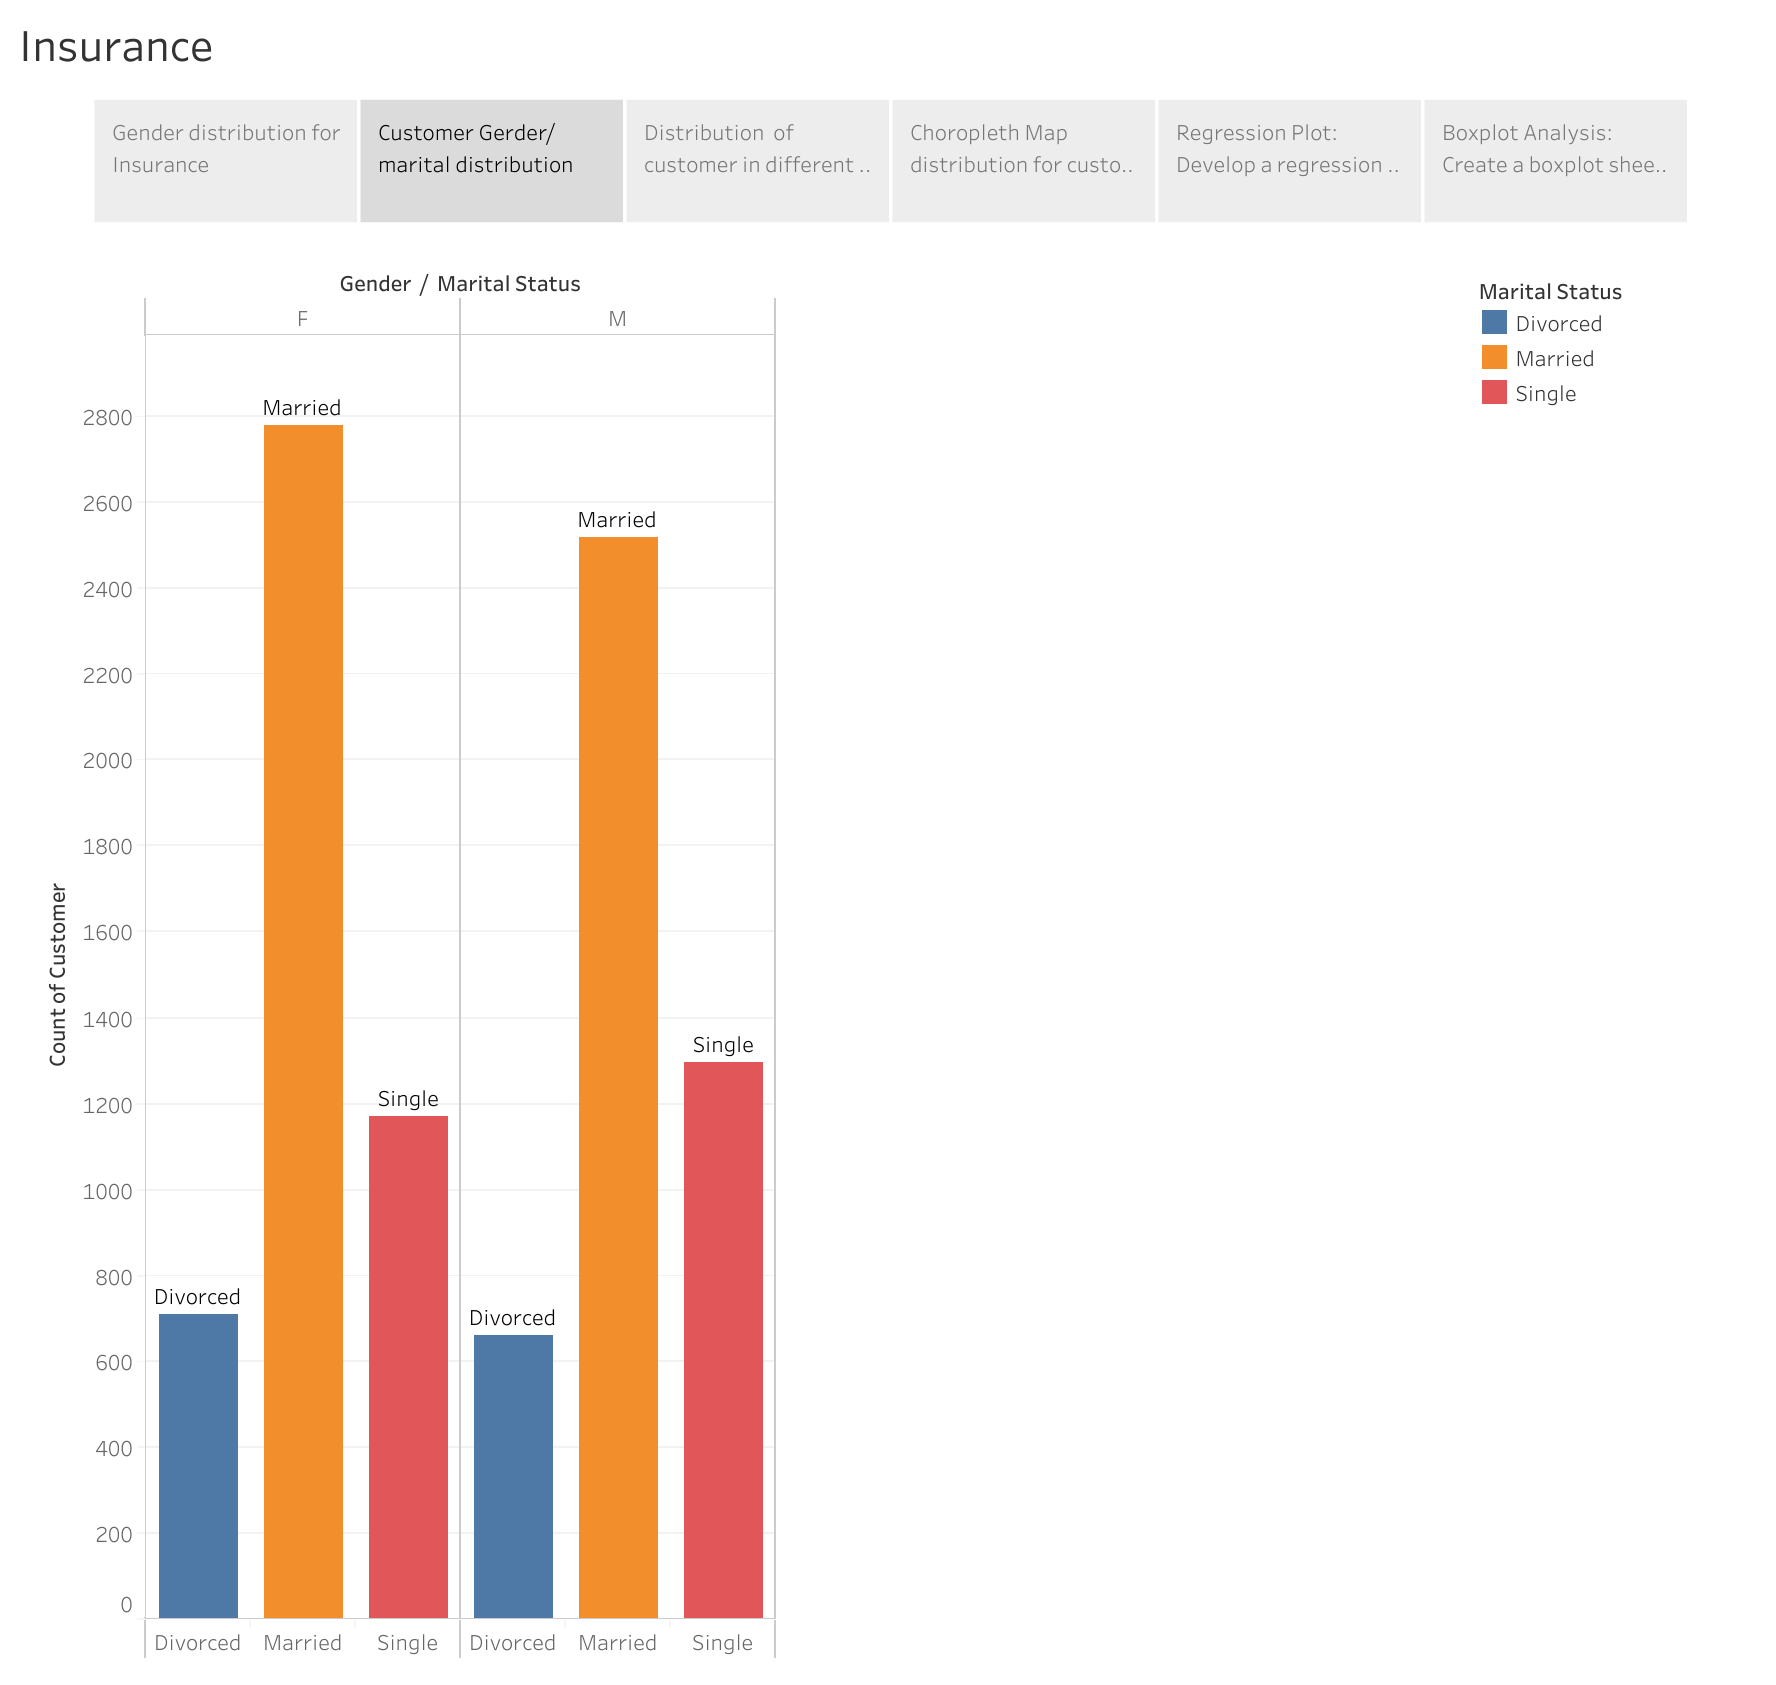 Insurance
Gender distribution for
Insurance
Customer Gerder/
marital distribution
Distribution of
customer in different ..
Choropleth Map
distribution for custo..
Regression Plot:
Develop a regression ..
Boxplot Analysis:
Create a boxplot shee..
Gender / Marital Status
F M
Marital Status
Divorced
Married
Single
Married
2800
2600
Married
2400
2200
2000
1800
1600
Count of Customer
1400
Single
1200
Single
1000
800
Divorced
Divorced
600
400
200
0
Divorced Married Single Divorced Married Single